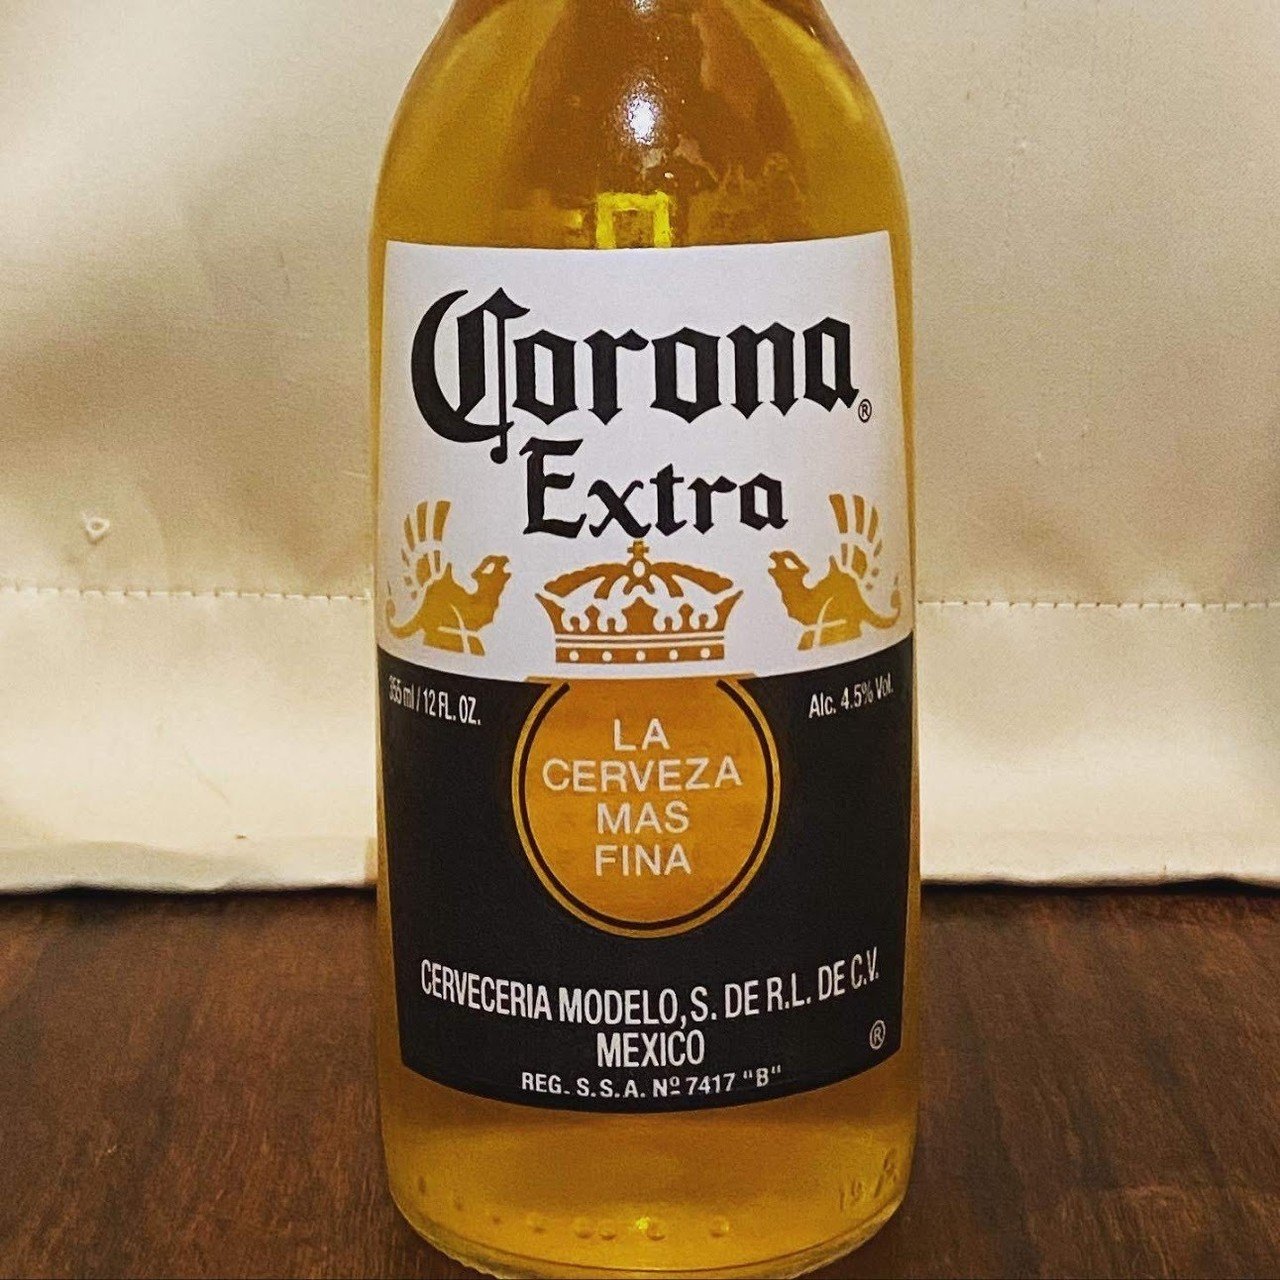 Corona®
Extra
355 ml / 12 FL. OZ.
Alc. 4.5% Vol.
LA
CERVEZA
MAS
FINA
CERVECERIA MODELO, S. DE R.L. DE C.V.
MEXICO
®
REG. S.S.A. Nº 7417 "B"